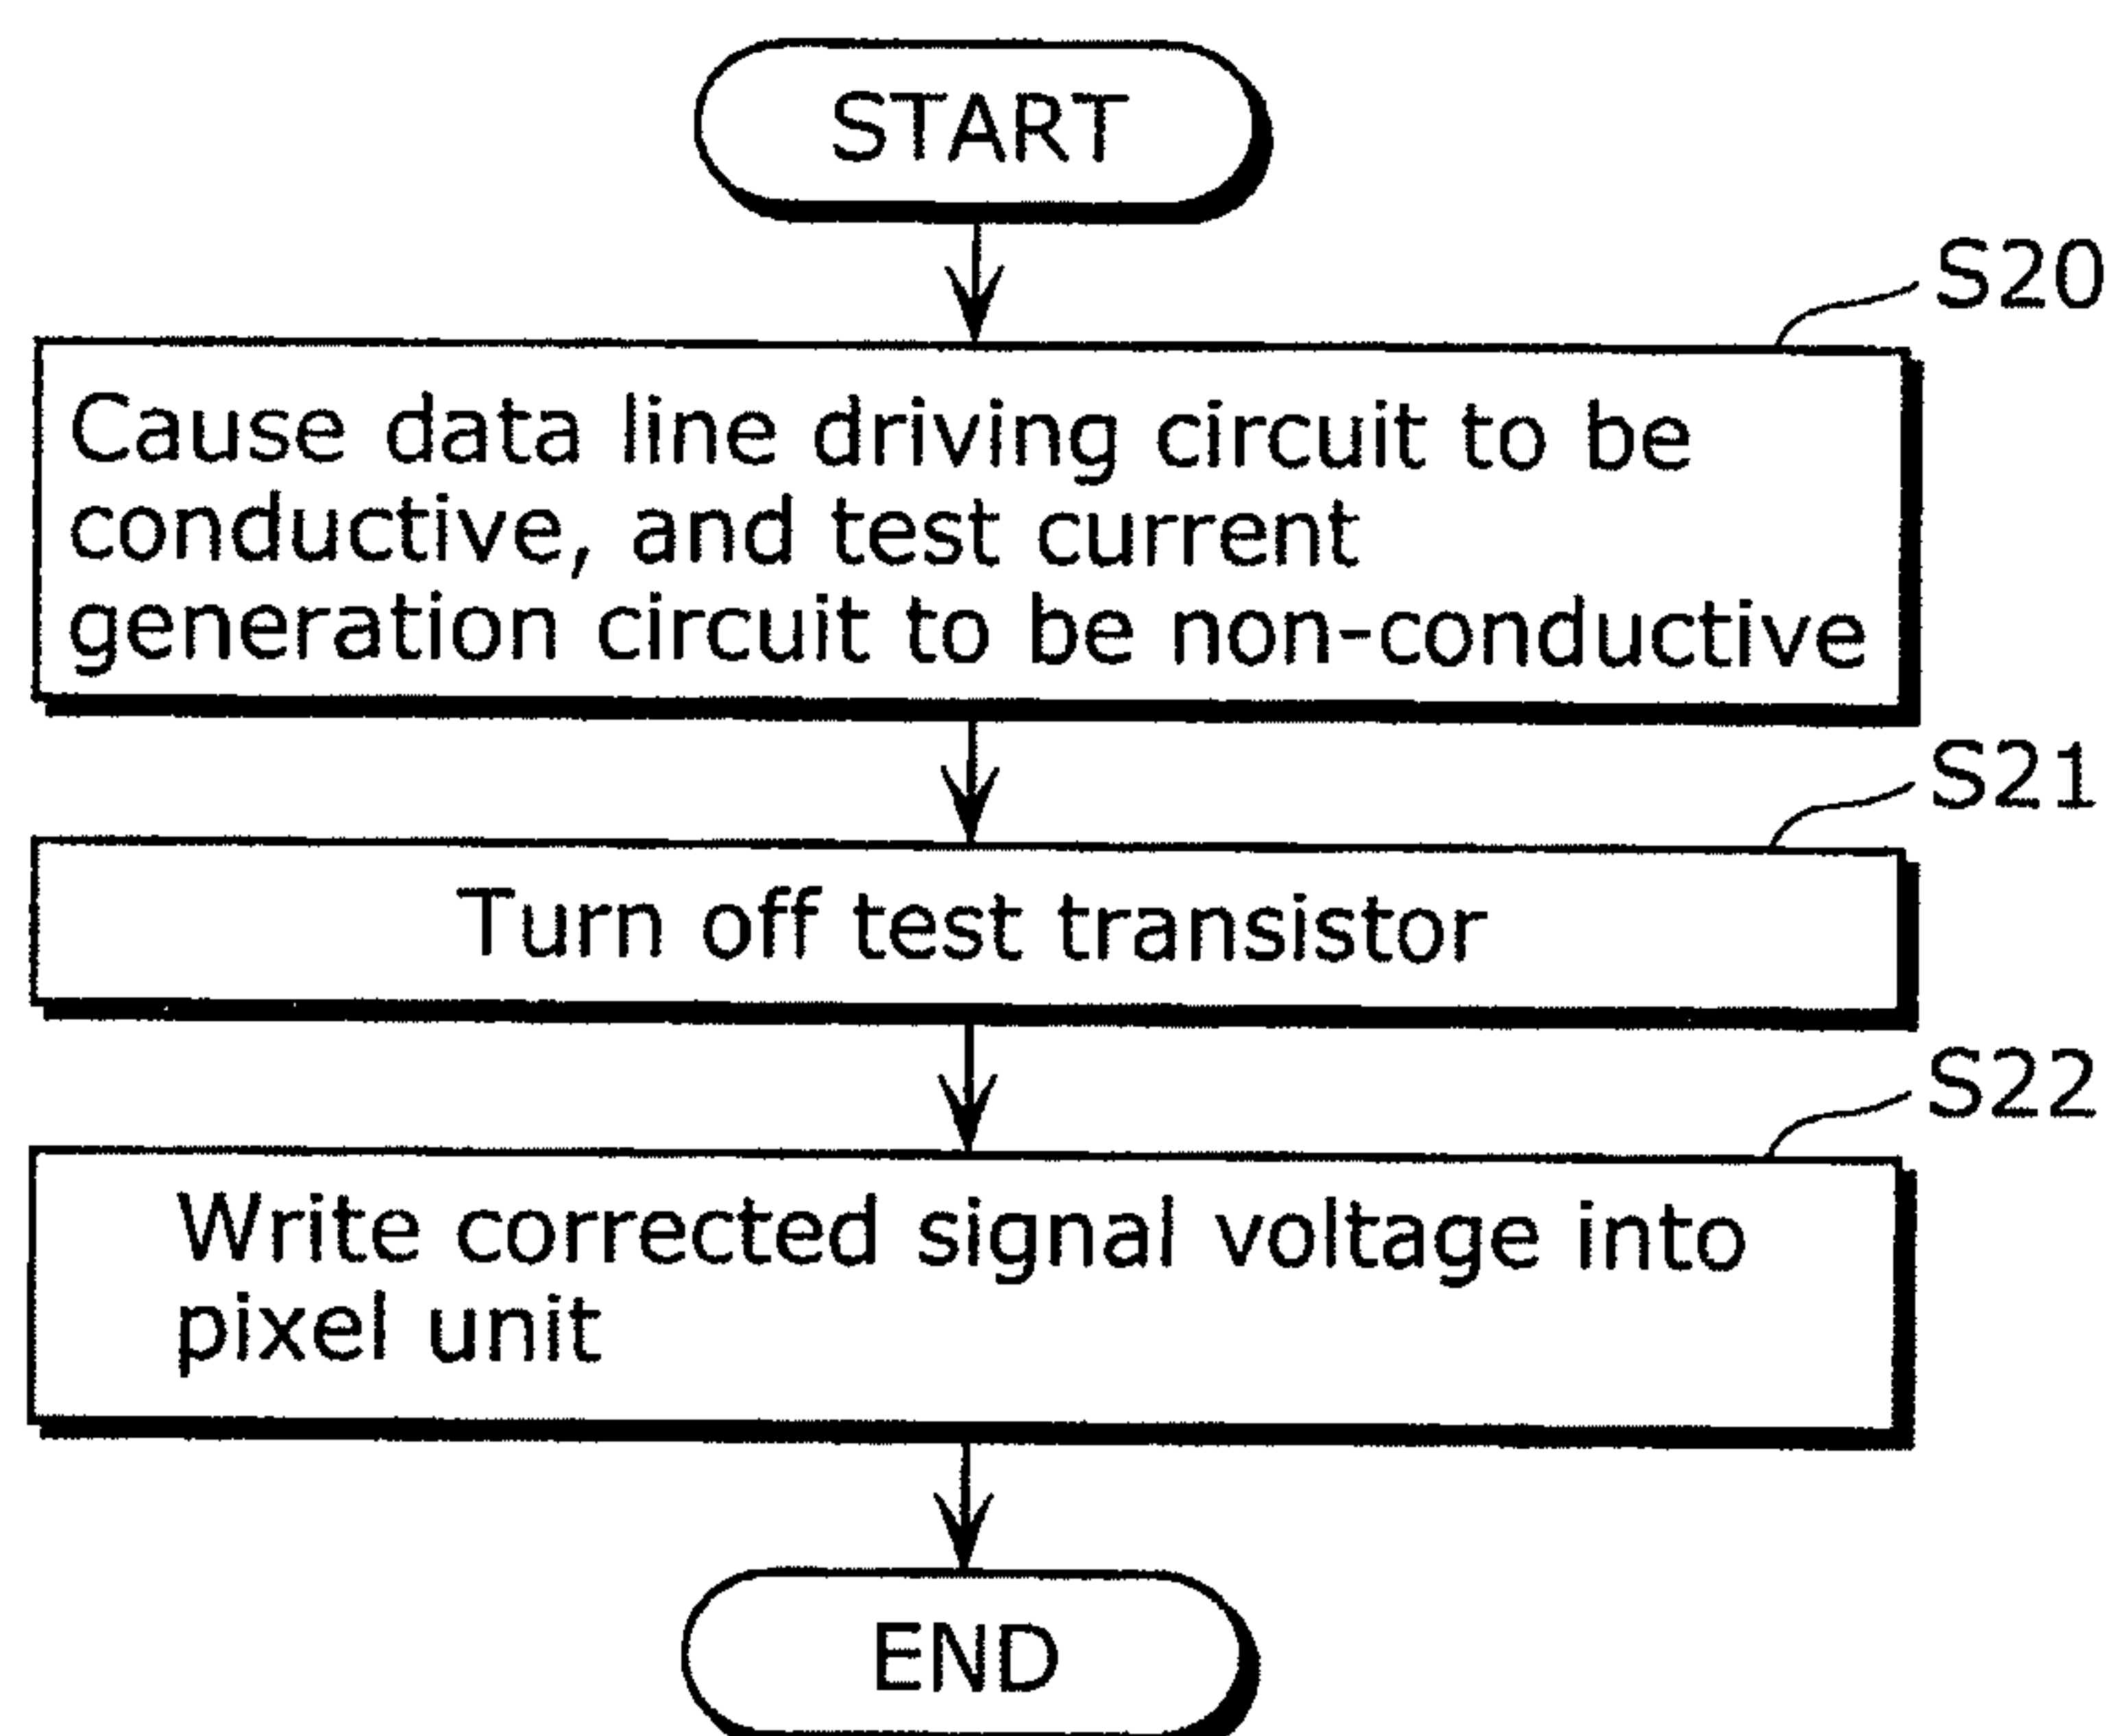 START
S20
Cause data line driving circuit to be
conductive, and test current
generation circuit to be non-conductive
S21
Turn off test transistor
S22
Write corrected signal voltage into
pixel unit
END